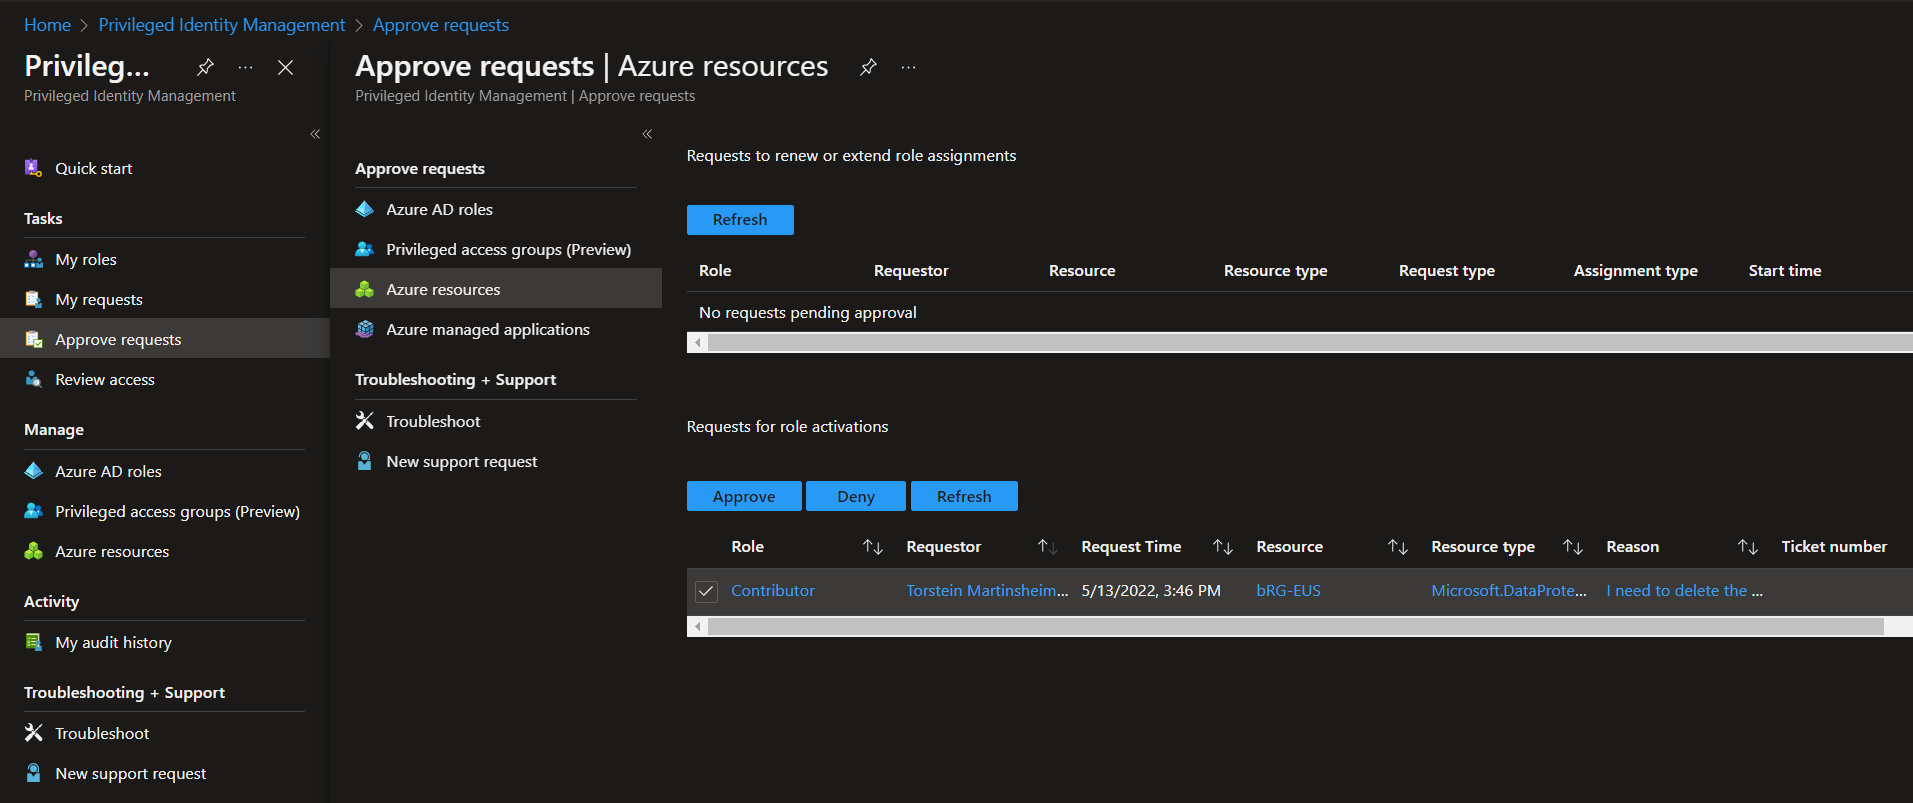 Home > Privileged Identity Management > Approve requests
Privileg...
Privileged Identity Management
Quick start
Tasks
My roles
My requests
Approve requests
Review access
Manage
Azure AD roles
Privileged access groups (Preview)
Azure resources
Activity
My audit history
Troubleshooting + Support
Troubleshoot
New support request
Approve requests | Azure resources
Privileged Identity Management | Approve requests
Approve requests
Azure AD roles
Privileged access groups (Preview)
Azure resources
Azure managed applications
Troubleshooting + Support
Troubleshoot
New support request
Requests to renew or extend role assignments
Refresh
Role Requestor Resource Resource type Request type Assignment type Start time
No requests pending approval
Requests for role activations
Approve Deny Refresh
Role Requestor Request Time Resource Resource type Reason Ticket number
Contributor Torstein Martinsheim... 5/13/2022, 3:46 PM bRG-EUS Microsoft.DataProte... I need to delete the ...